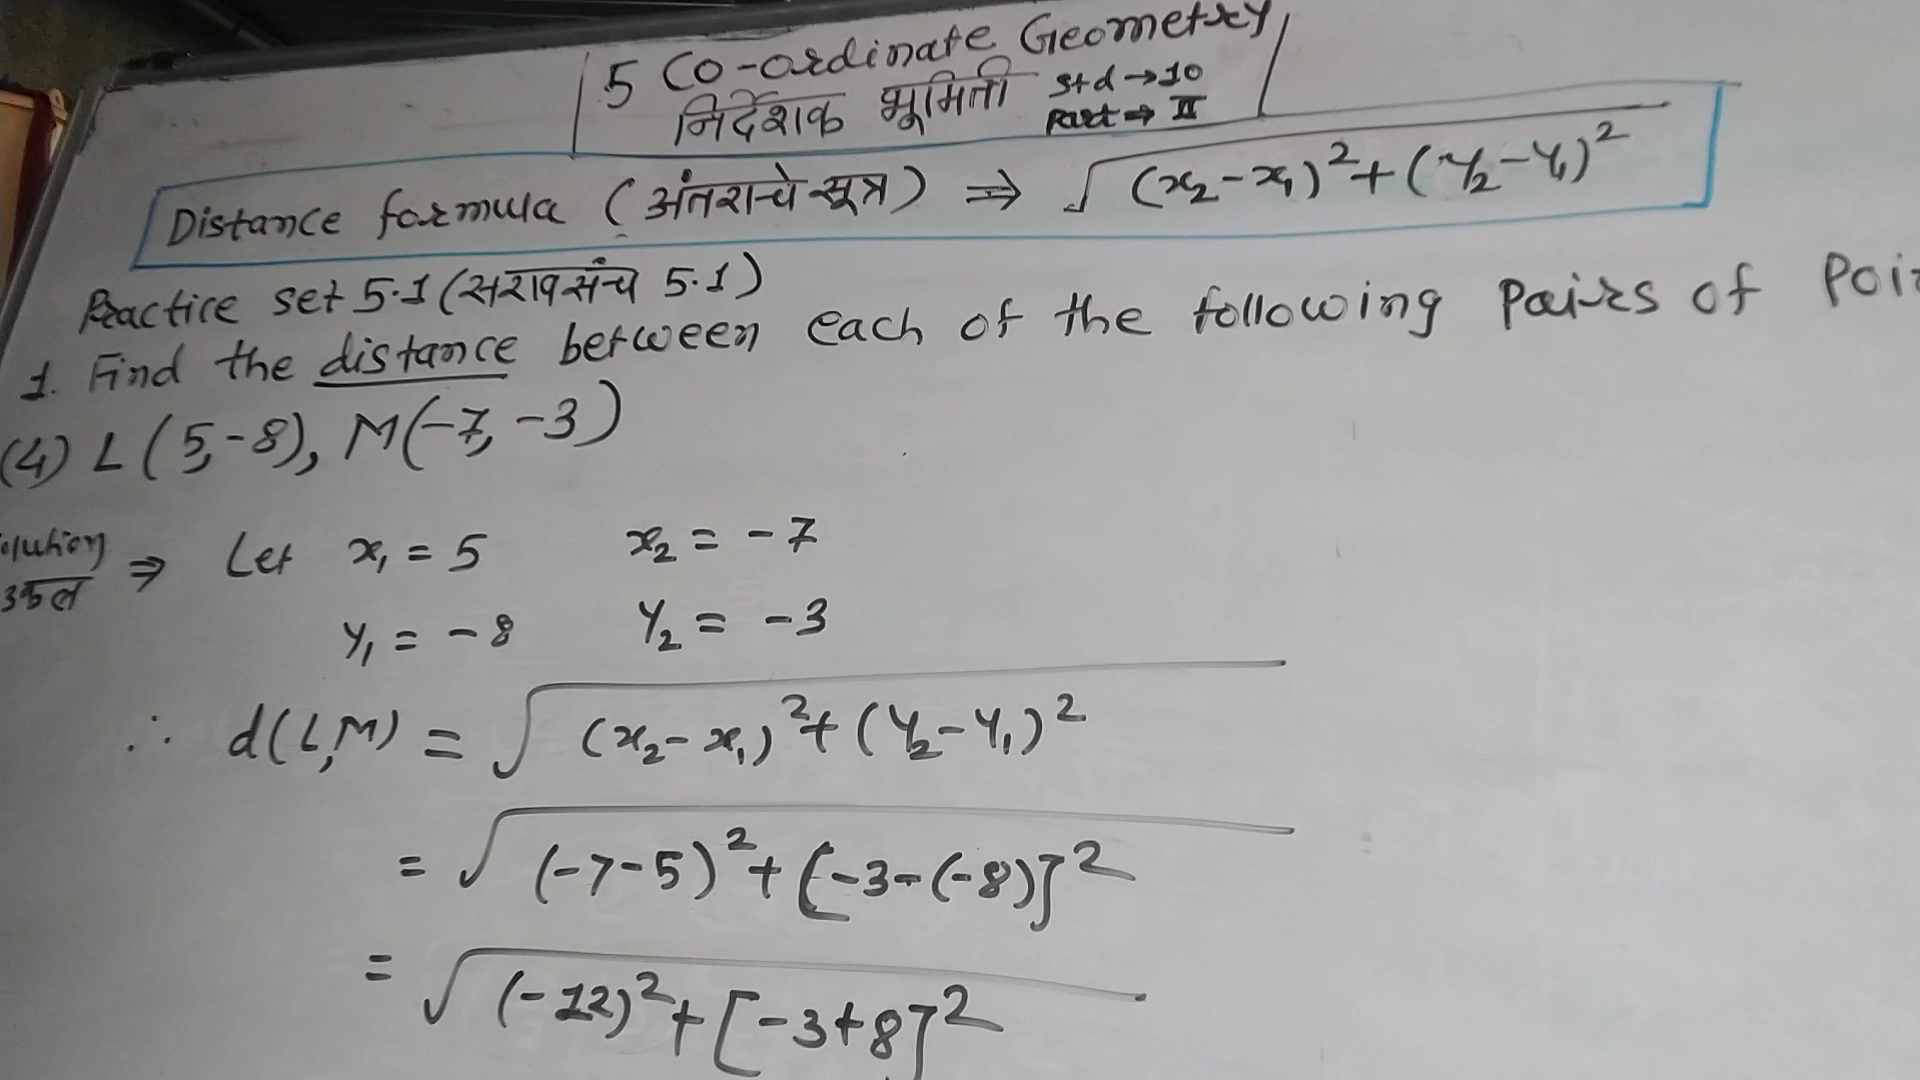 5 Co-ordinate Geometry
निर्देशक भूमिती std → 10
Part ⇒ II
Distance formula (अंतराचे सूत्र) ⇒ √(x₂-x₁)²+(y₂-y₁)²
Practice set 5.1 (सरावसंच 5.1)
1. Find the distance between each of the following pairs of Poi
(4) L(5,-8), M(-7,-3)
olution ⇒ Let x₁ = 5 x₂ = -7
उकल
y₁ = -8 y₂ = -3
∴ d(L,M) = √(x₂-x₁)²+(y₂-y₁)²
= √(-7-5)²+[-3-(-8)]²
= √(-12)²+[-3+8]²